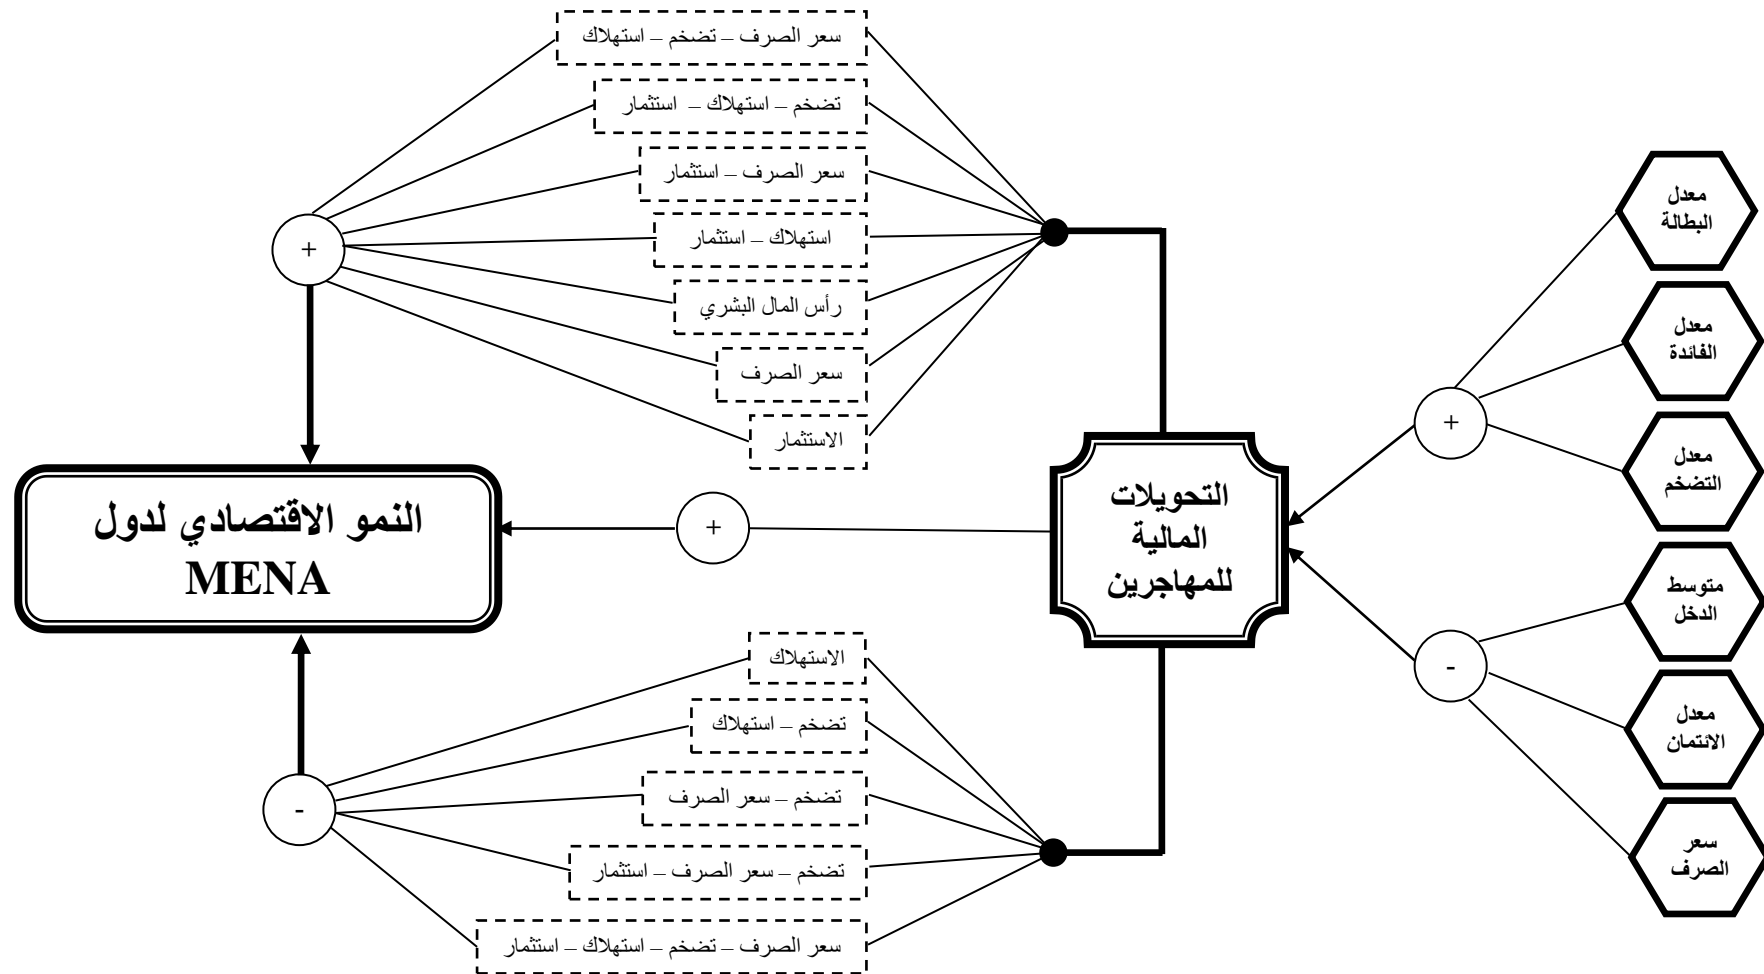 سعر الصرف – تضخم – استهلاك
تضخم – استهلاك – استثمار
سعر الصرف – استثمار
استهلاك – استثمار
رأس المال البشري
سعر الصرف
الاستثمار
+
معدل
البطالة
معدل
الفائدة
معدل
التضخم
+
متوسط
الدخل
معدل
الائتمان
سعر
الصرف
-
التحويلات
المالية
للمهاجرين
+
النمو الاقتصادي لدول
MENA
الاستهلاك
تضخم – استهلاك
تضخم – سعر الصرف
تضخم – سعر الصرف – استثمار
سعر الصرف – تضخم – استهلاك – استثمار
-